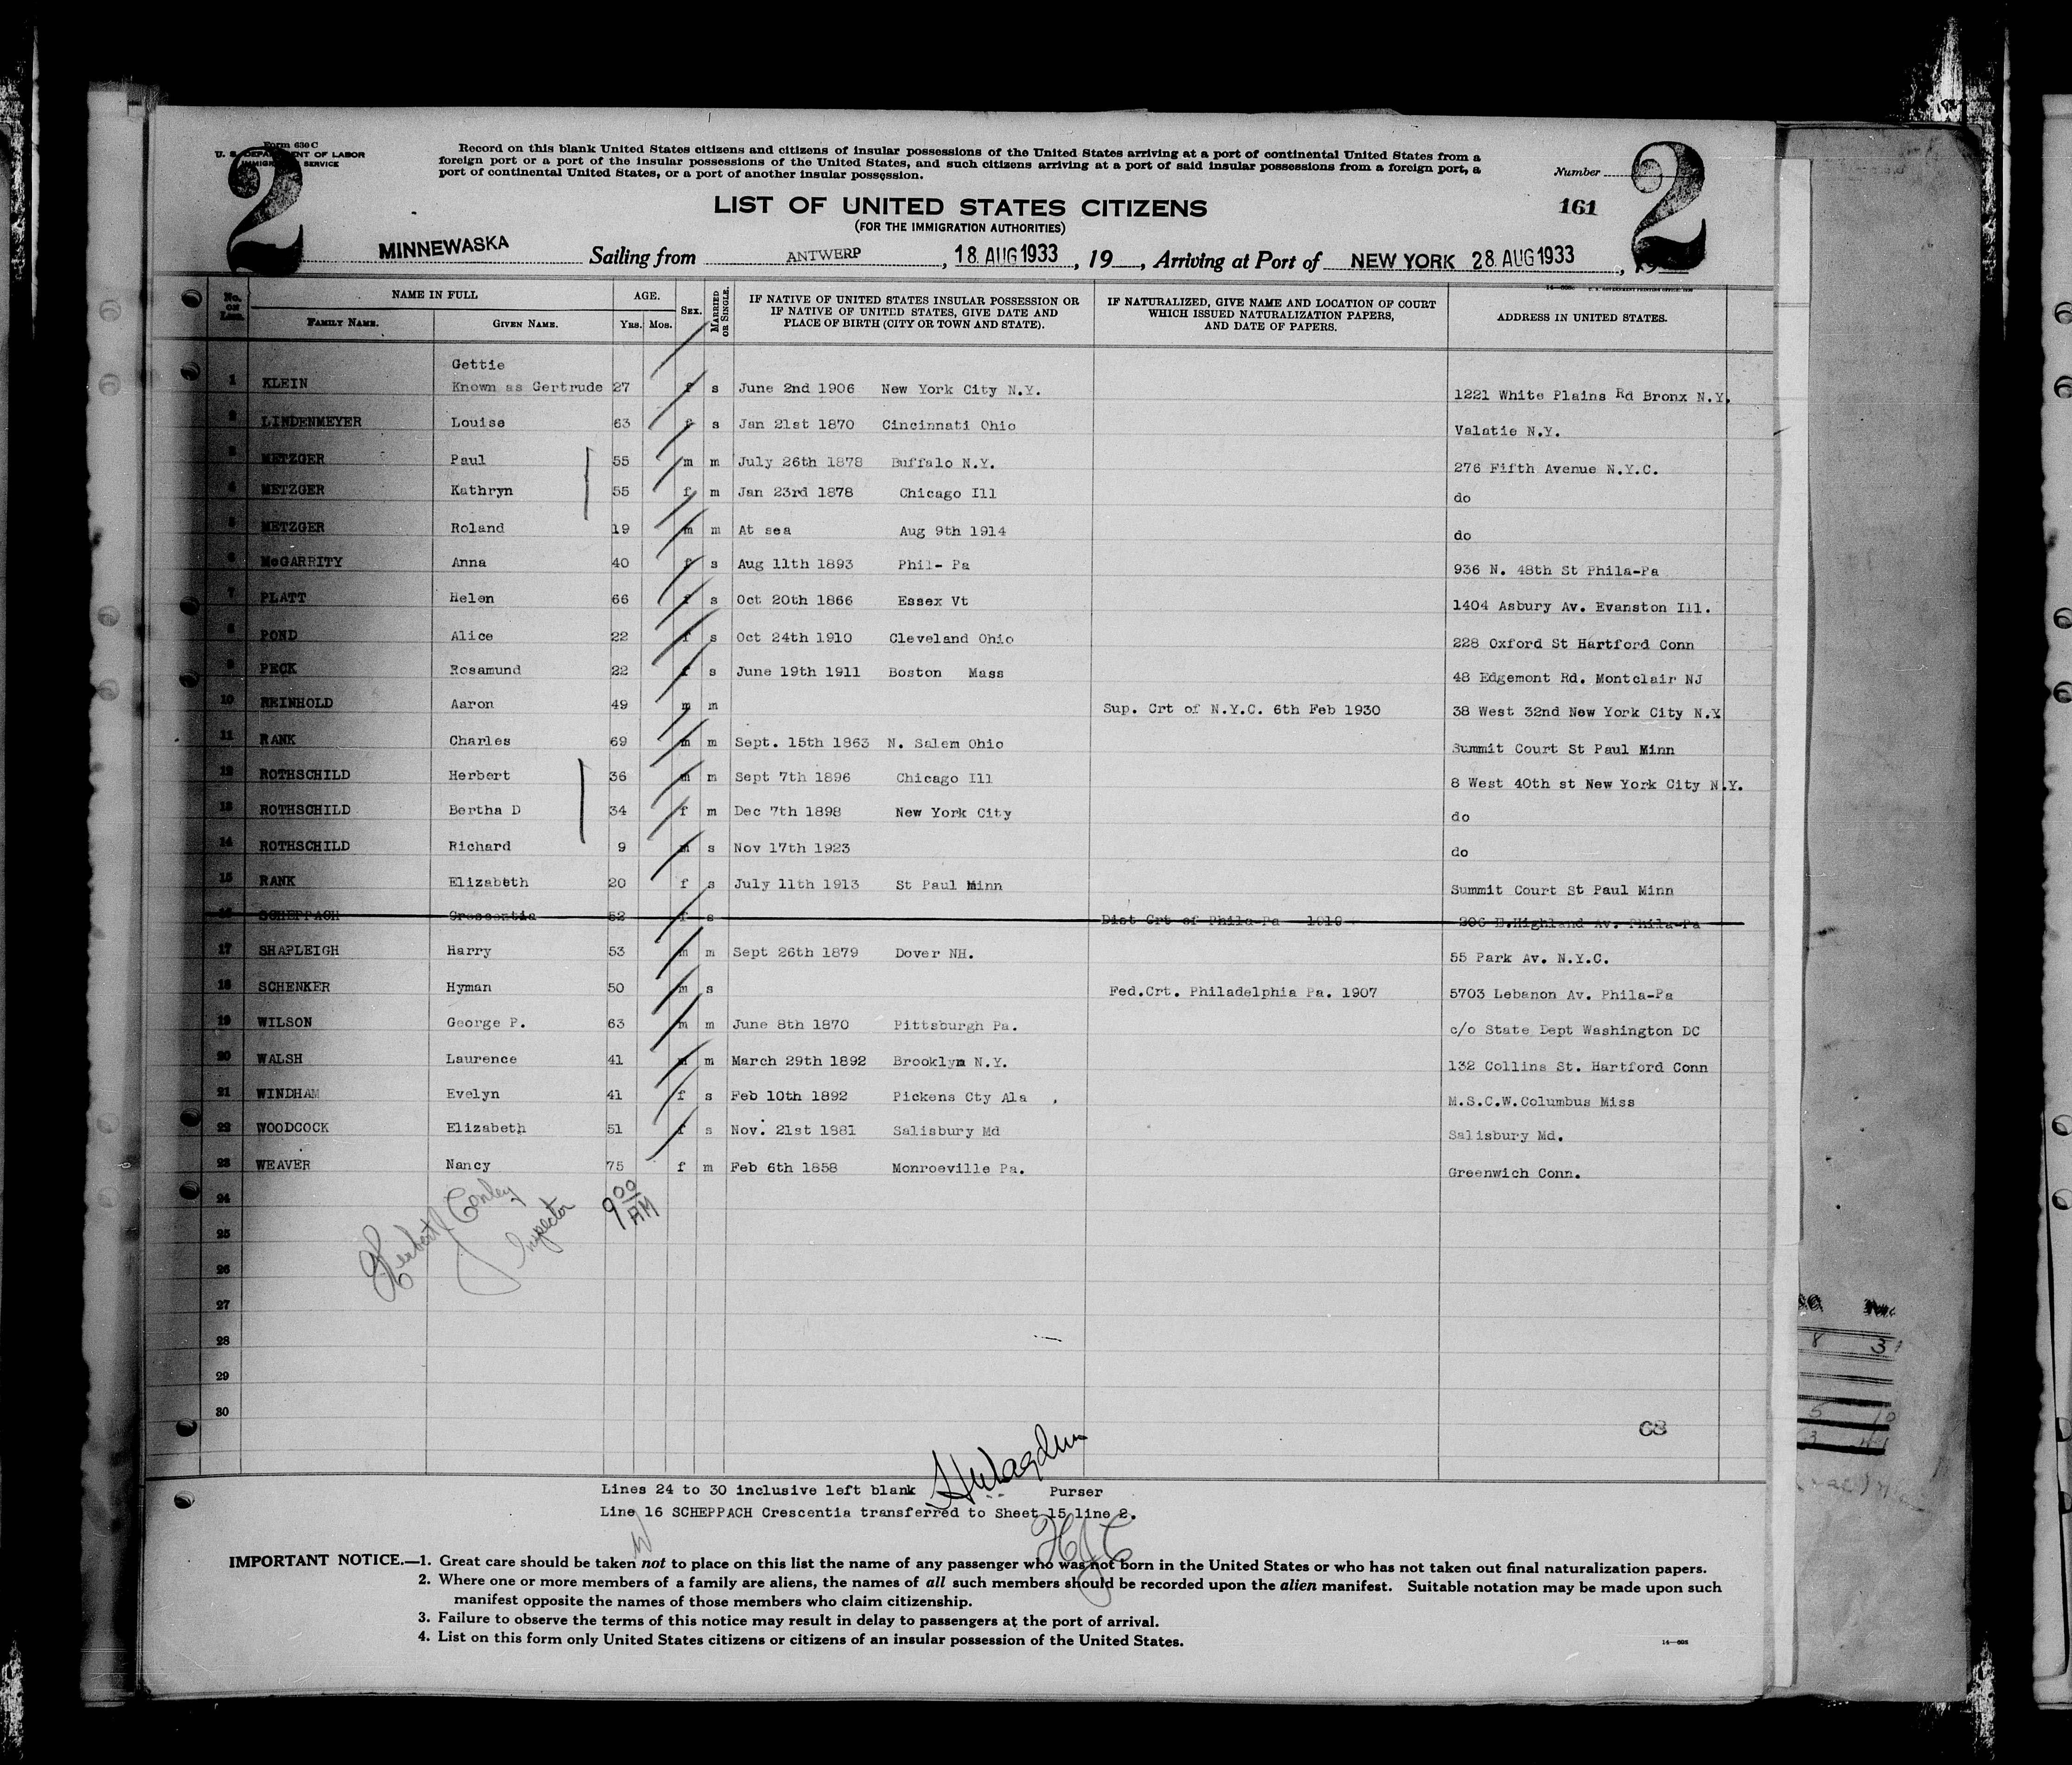 Form 630 C
U. S. DEPARTMENT OF LABOR
IMMIGRATION SERVICE
2
Record on this blank United States citizens and citizens of insular possessions of the United States arriving at a port of continental United States from a
foreign port or a port of the insular possessions of the United States, and such citizens arriving at a port of said insular possessions from a foreign port, a
port of continental United States, or a port of another insular possession.
Number
161
2
LIST OF UNITED STATES CITIZENS
(FOR THE IMMIGRATION AUTHORITIES)
MINNEWASKA Sailing from ANTWERP, 18 AUG 1933, 19__, Arriving at Port of NEW YORK 28 AUG 1933, 19
No. on List. NAME IN FULL AGE. SEX. MARRIED OR SINGLE. IF NATIVE OF UNITED STATES INSULAR POSSESSION OR IF NATIVE OF UNITED STATES, GIVE DATE AND PLACE OF BIRTH (CITY OR TOWN AND STATE). IF NATURALIZED, GIVE NAME AND LOCATION OF COURT WHICH ISSUED NATURALIZATION PAPERS, AND DATE OF PAPERS. ADDRESS IN UNITED STATES.
FAMILY NAME. GIVEN NAME. YRS. MOS.
Gettie
1 KLEIN Known as Gertrude 27 f s June 2nd 1906 New York City N.Y. 1221 White Plains Rd Bronx N.Y.
2 LINDENMEYER Louise 63 f s Jan 21st 1870 Cincinnati Ohio Valatie N.Y.
3 METZGER Paul 55 m m July 26th 1878 Buffalo N.Y. 276 Fifth Avenue N.Y.C.
4 METZGER Kathryn 55 f m Jan 23rd 1878 Chicago Ill do
5 METZGER Roland 19 m m At sea Aug 9th 1914 do
6 McGARRITY Anna 40 f s Aug 11th 1893 Phil- Pa 936 N. 48th St Phila-Pa
7 PLATT Helen 66 f s Oct 20th 1866 Essex Vt 1404 Asbury Av. Evanston Ill.
8 POND Alice 22 f s Oct 24th 1910 Cleveland Ohio 228 Oxford St Hartford Conn
9 PECK Rosamund 22 f s June 19th 1911 Boston Mass 48 Edgemont Rd. Montclair NJ
10 REINHOLD Aaron 49 m m Sup. Crt of N.Y.C. 6th Feb 1930 38 West 32nd New York City N.Y
11 RANK Charles 69 m m Sept. 15th 1863 N. Salem Ohio Summit Court St Paul Minn
12 ROTHSCHILD Herbert 36 m m Sept 7th 1896 Chicago Ill 8 West 40th st New York City N.Y.
13 ROTHSCHILD Bertha D 34 f m Dec 7th 1898 New York City do
14 ROTHSCHILD Richard 9 m s Nov 17th 1923 do
15 RANK Elizabeth 20 f s July 11th 1913 St Paul Minn Summit Court St Paul Minn
16 SCHEPPACH Crescentia 52 f s Dist Crt of Phila-Pa 1919 206 E.Highland Av. Phila-Pa
17 SHAPLEIGH Harry 53 m m Sept 26th 1879 Dover NH. 55 Park Av. N.Y.C.
18 SCHENKER Hyman 50 m s Fed.Crt. Philadelphia Pa. 1907 5703 Lebanon Av. Phila-Pa
19 WILSON George P. 63 m m June 8th 1870 Pittsburgh Pa. c/o State Dept Washington DC
20 WALSH Laurence 41 m m March 29th 1892 Brooklyn N.Y. 132 Collins St. Hartford Conn
21 WINDHAM Evelyn 41 f s Feb 10th 1892 Pickens Cty Ala , M.S.C.W.Columbus Miss
22 WOODCOCK Elizabeth 51 f s Nov. 21st 1881 Salisbury Md Salisbury Md.
23 WEAVER Nancy 75 f m Feb 6th 1858 Monroeville Pa. Greenwich Conn.
24
Herbert J Conley
Inspector
9 00 AM
25
26
27
28
29
30
C8
Lines 24 to 30 inclusive left blank Purser
Line 16 SCHEPPACH Crescentia transferred to Sheet 15 line 2.
HJC
IMPORTANT NOTICE.—1. Great care should be taken not to place on this list the name of any passenger who was not born in the United States or who has not taken out final naturalization papers.
2. Where one or more members of a family are aliens, the names of all such members should be recorded upon the alien manifest. Suitable notation may be made upon such
manifest opposite the names of those members who claim citizenship.
3. Failure to observe the terms of this notice may result in delay to passengers at the port of arrival.
4. List on this form only United States citizens or citizens of an insular possession of the United States.